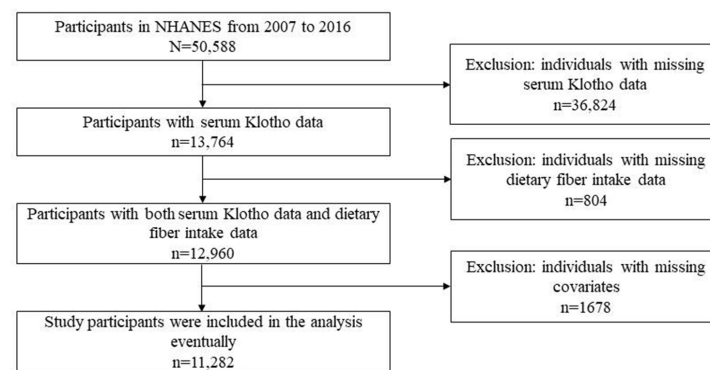 Participants in NHANES from 2007 to 2016
N=50,588
Exclusion: individuals with missing
serum Klotho data
n=36,824
Participants with serum Klotho data
n=13,764
Exclusion: individuals with missing
dietary fiber intake data
n=804
Participants with both serum Klotho data and dietary
fiber intake data
n=12,960
Exclusion: individuals with missing
covariates
n=1678
Study participants were included in the analysis
eventually
n=11,282